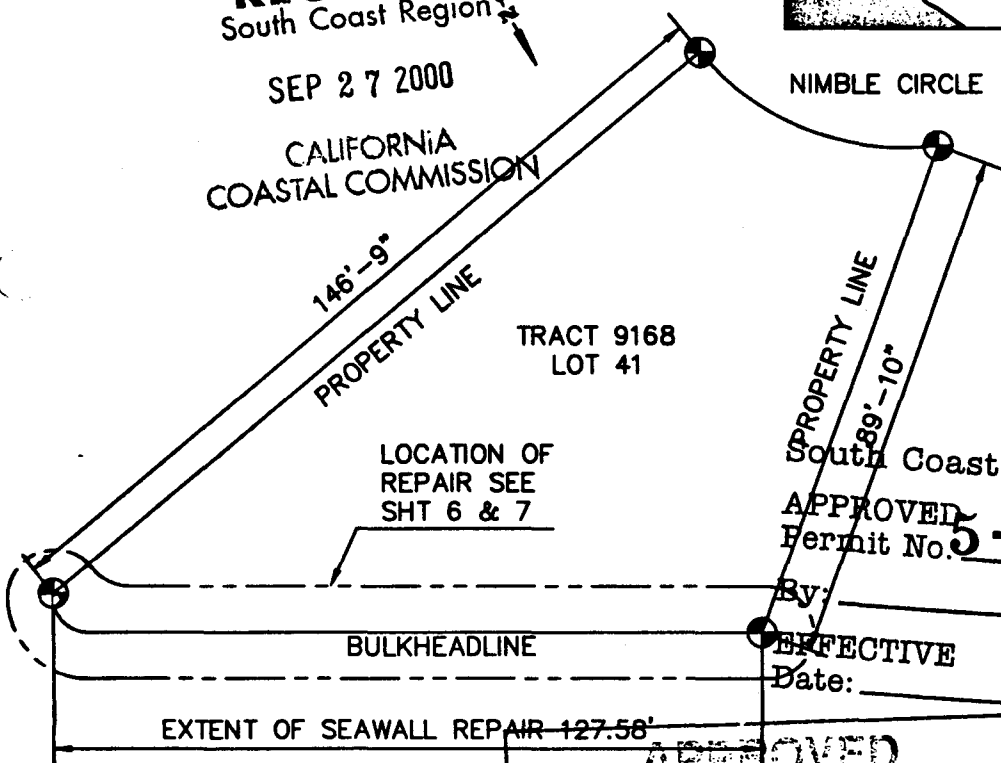 South Coast Region
SEP 27 2000
CALIFORNiA
COASTAL COMMISSION
NIMBLE CIRCLE
146'-9"
PROPERTY LINE
TRACT 9168
LOT 41
PROPERTY LINE
89'-10"
LOCATION OF
REPAIR SEE
SHT 6 & 7
South Coast
APPROVED
Permit No. 5-
By:
EFFECTIVE
Date:
BULKHEADLINE
EXTENT OF SEAWALL REPAIR 127.58'
APPROVED